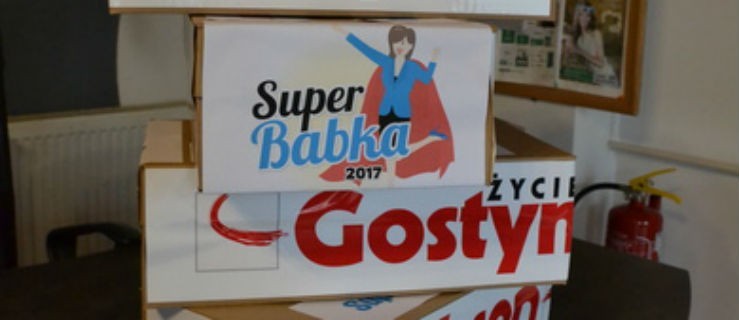 Super
Babka
2017
ŻYCIE
Gostyn